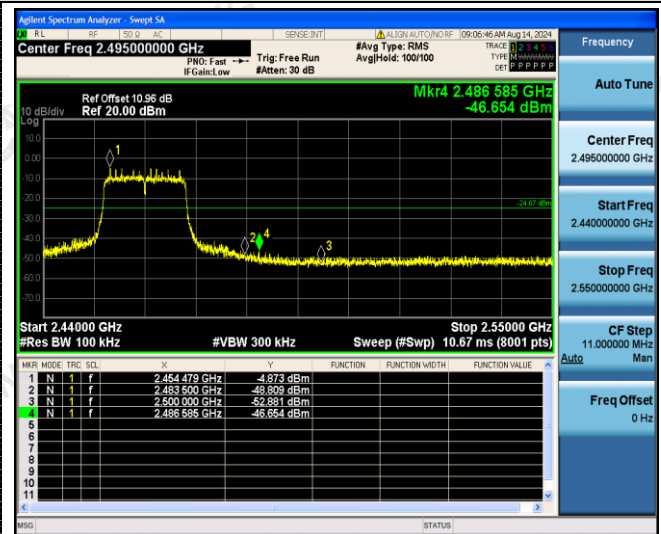 Agilent Spectrum Analyzer - Swept SA
RL RF 50 Ω AC SENSE:INT ALIGN AUTO/NO RF 09:06:46 AM Aug 14, 2024
Center Freq 2.495000000 GHz
PNO: Fast
IFGain:Low
Trig: Free Run
#Atten: 30 dB
#Avg Type: RMS
Avg|Hold: 100/100
TRACE 1 2 3 4 5 6
TYPE M
DET P P P P P P
Ref Offset 10.96 dB
Ref 20.00 dBm
10 dB/div
Log
Mkr4 2.486 585 GHz
-46.654 dBm
10.0
0.00
-10.0
-20.0
-30.0
-40.0
-50.0
-60.0
-70.0
1
2
4
3
-24.87 dBm
Start 2.44000 GHz Stop 2.55000 GHz
#Res BW 100 kHz #VBW 300 kHz Sweep (#Swp) 10.67 ms (8001 pts)
MKR MODE TRC SCL X Y FUNCTION FUNCTION WIDTH FUNCTION VALUE
1 N 1 f 2.454 479 GHz -4.873 dBm
2 N 1 f 2.483 500 GHz -48.809 dBm
3 N 1 f 2.500 000 GHz -52.881 dBm
4 N 1 f 2.486 585 GHz -46.654 dBm
5
6
7
8
9
10
11
MSG STATUS
Frequency
Auto Tune
Center Freq
2.495000000 GHz
Start Freq
2.440000000 GHz
Stop Freq
2.550000000 GHz
CF Step
11.000000 MHz
Auto Man
Freq Offset
0 Hz